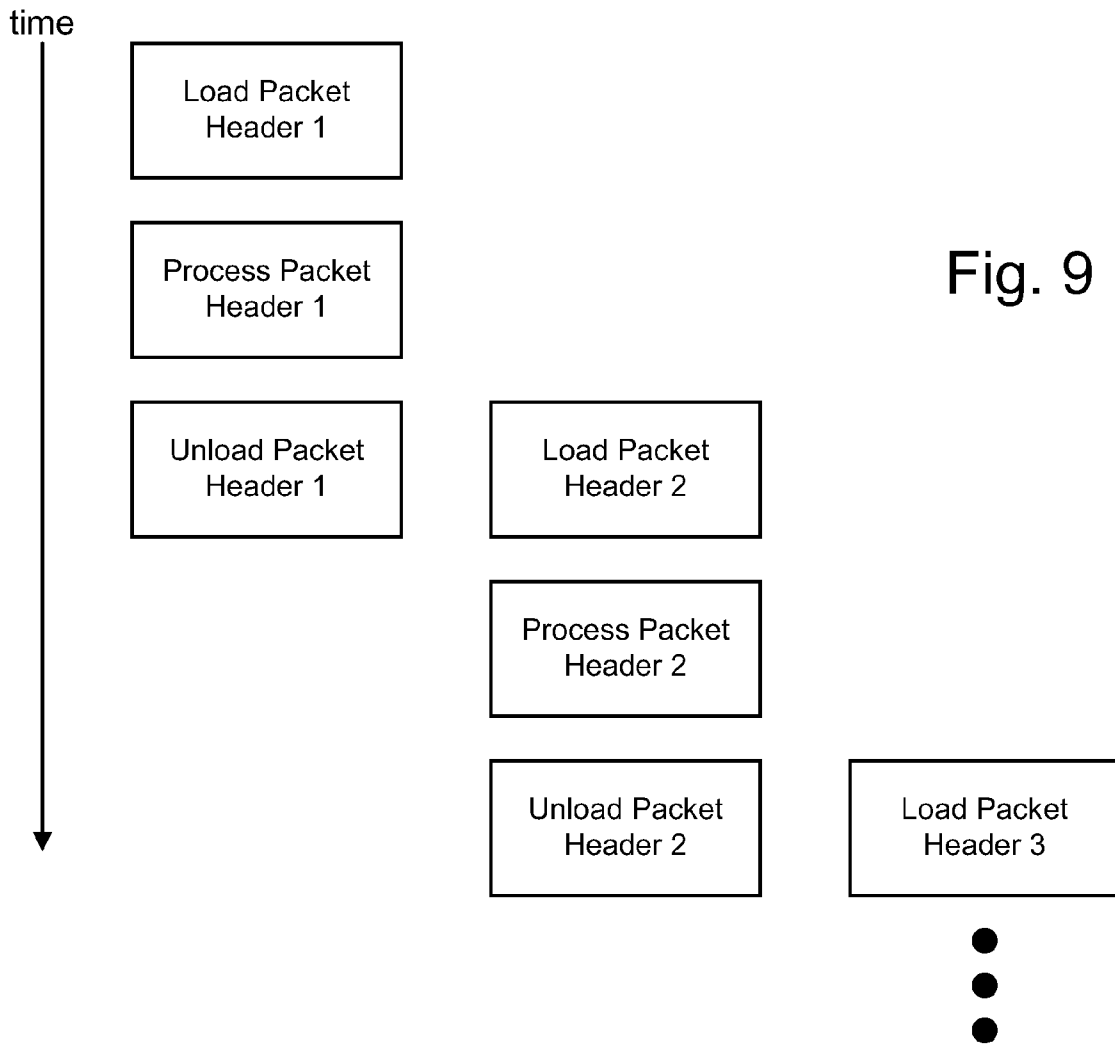 time
Load Packet
Header 1
Process Packet
Header 1
Fig. 9
Unload Packet
Header 1
Load Packet
Header 2
Process Packet
Header 2
Unload Packet
Header 2
Load Packet
Header 3